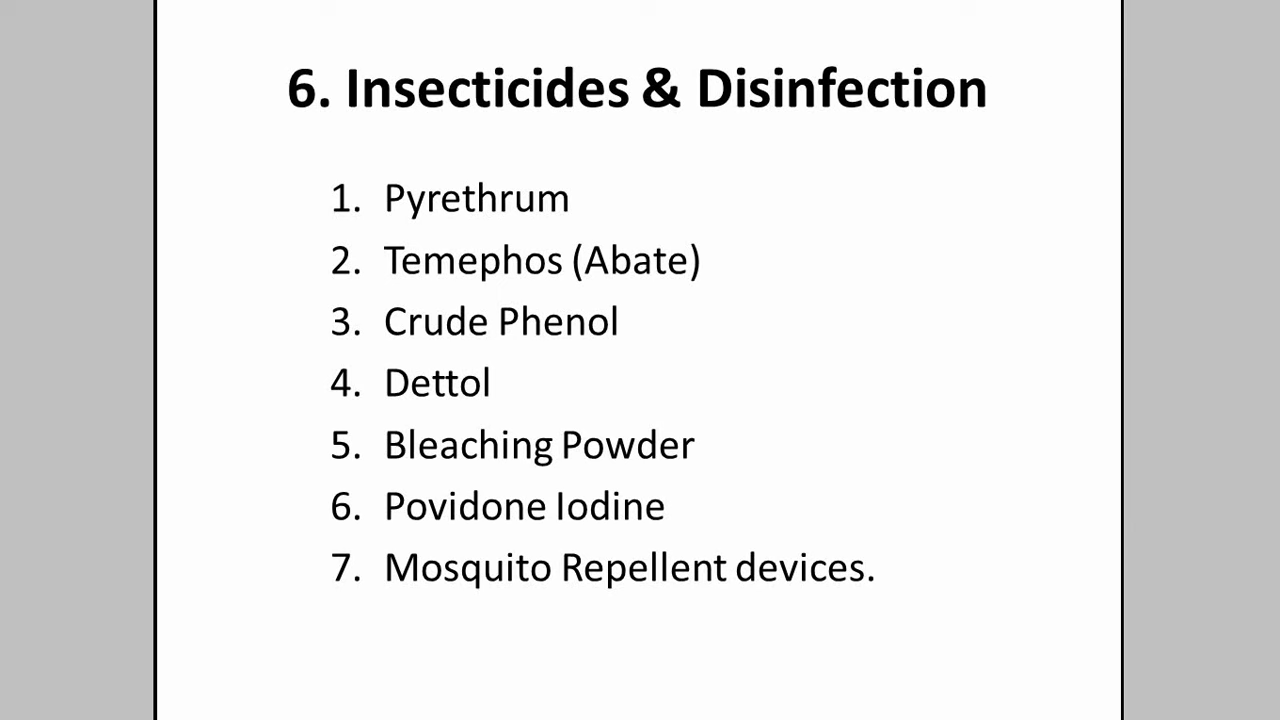 6. Insecticides & Disinfection
1. Pyrethrum
2. Temephos (Abate)
3. Crude Phenol
4. Dettol
5. Bleaching Powder
6. Povidone Iodine
7. Mosquito Repellent devices.